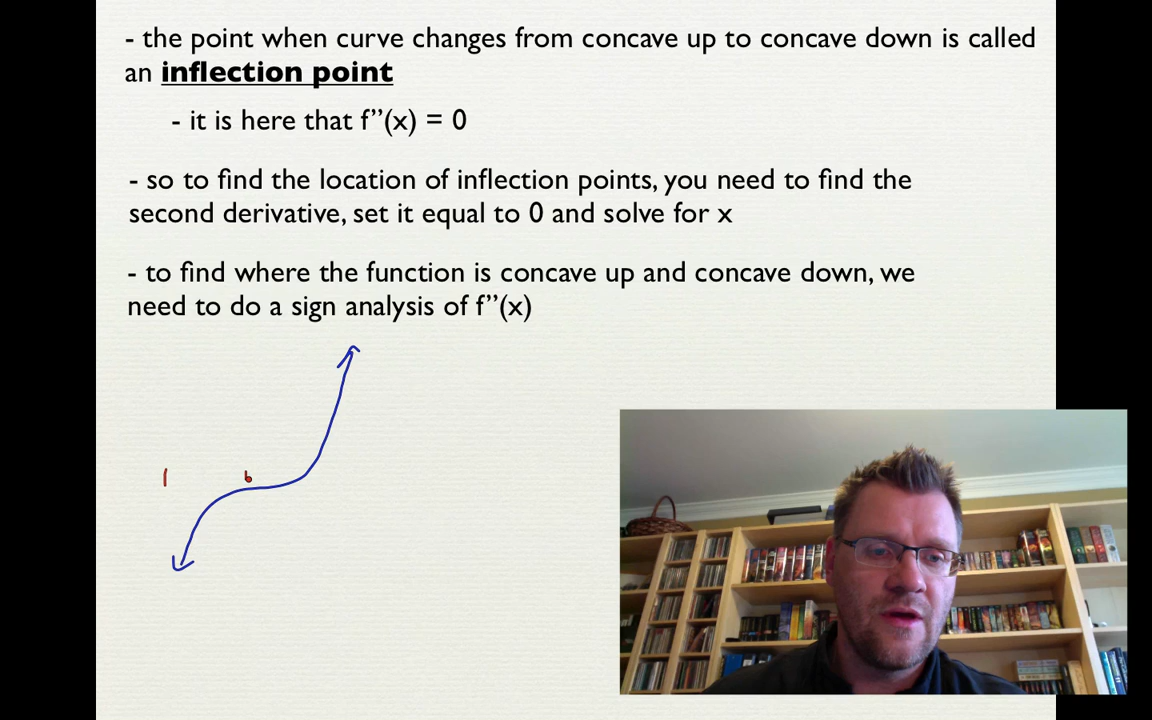 - the point when curve changes from concave up to concave down is called
an inflection point
- it is here that f”(x) = 0
- so to find the location of inflection points, you need to find the
second derivative, set it equal to 0 and solve for x
- to find where the function is concave up and concave down, we
need to do a sign analysis of f”(x)